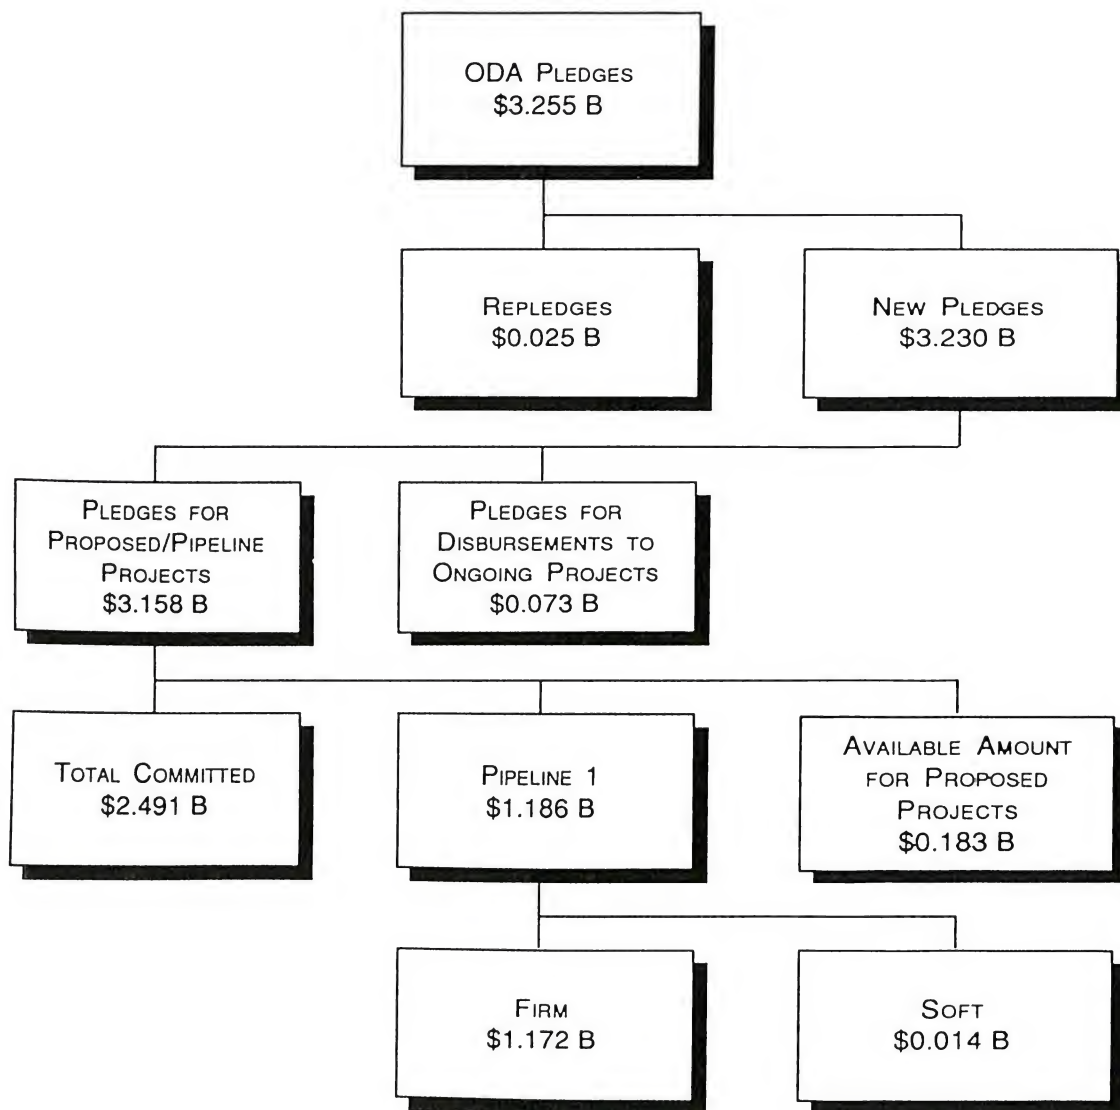 ODA PLEDGES
$3.255 B
REPLEDGES
$0.025 B
NEW PLEDGES
$3.230 B
PLEDGES FOR
PROPOSED/PIPELINE
PROJECTS
$3.158 B
PLEDGES FOR
DISBURSEMENTS TO
ONGOING PROJECTS
$0.073 B
TOTAL COMMITTED
$2.491 B
PIPELINE 1
$1.186 B
AVAILABLE AMOUNT
FOR PROPOSED
PROJECTS
$0.183 B
FIRM
$1.172 B
SOFT
$0.014 B